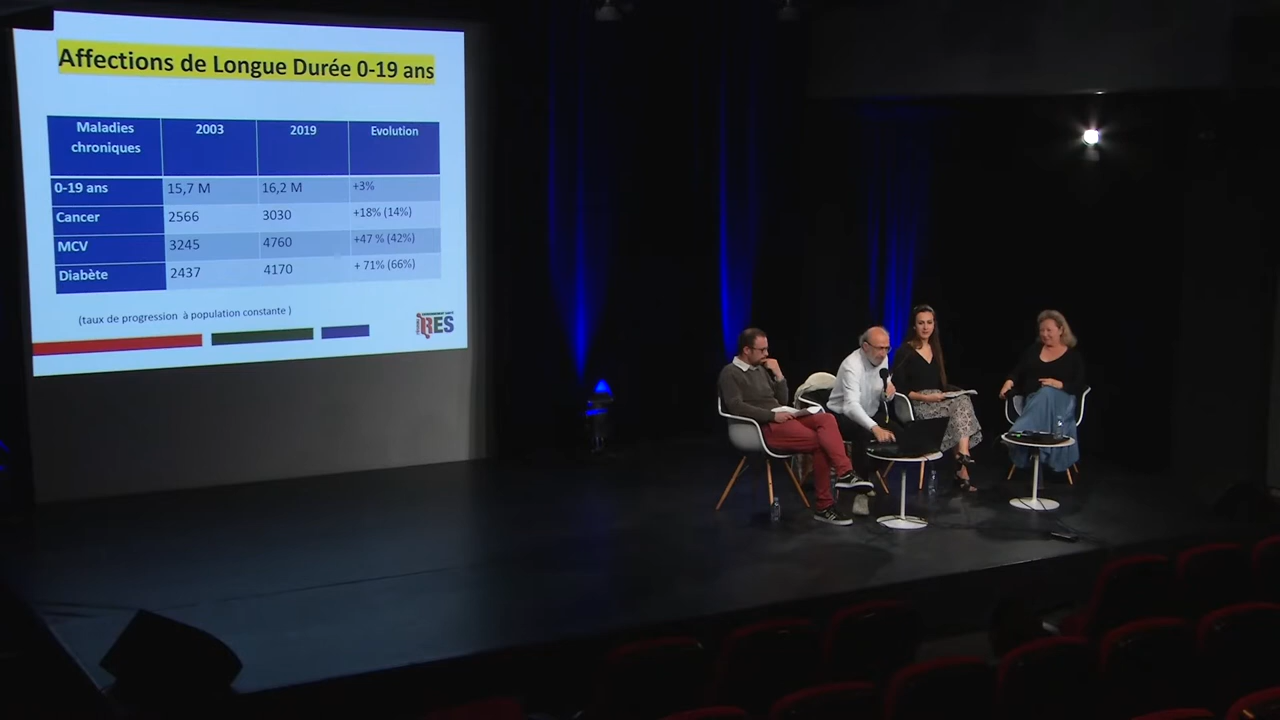 Affections de Longue Durée 0-19 ans
Maladies chroniques 2003 2019 Evolution
0-19 ans 15,7 M 16,2 M +3%
Cancer 2566 3030 +18% (14%)
MCV 3245 4760 +47 % (42%)
Diabète 2437 4170 + 71% (66%)
(taux de progression à population constante )
RES